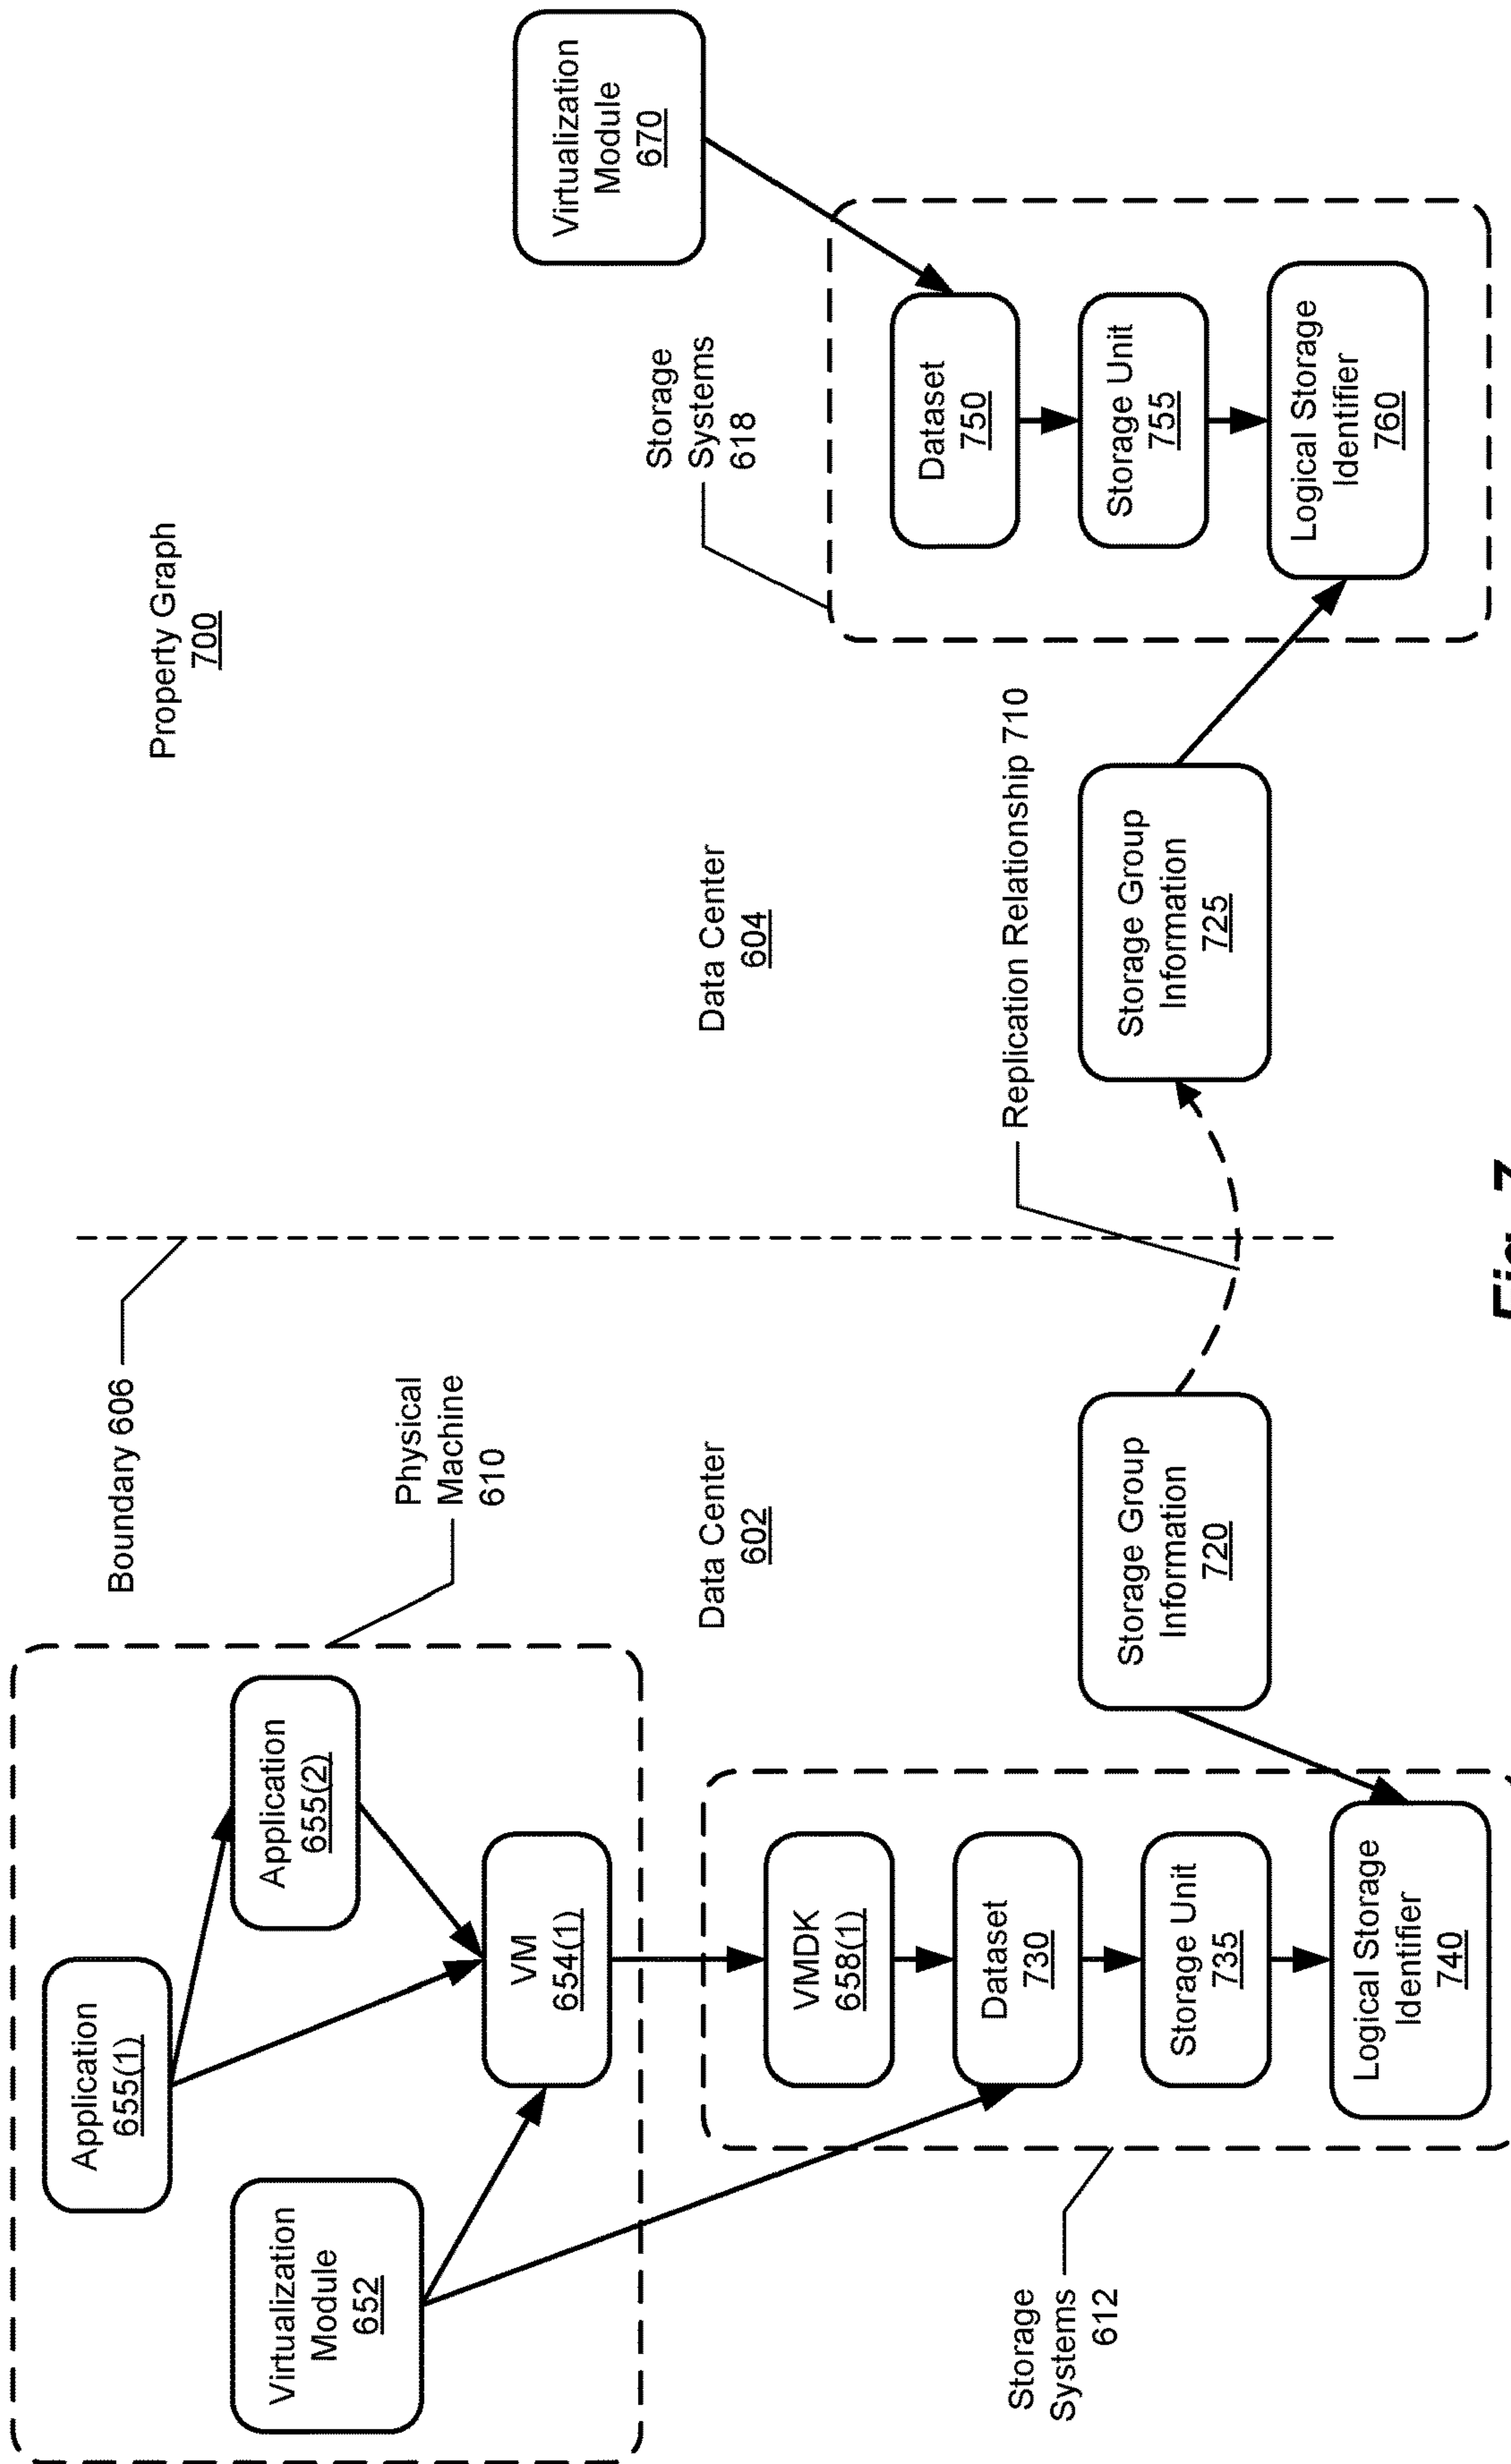 Property Graph
700
Boundary 606
Physical
Machine
610
Application
655(1)
Application
655(2)
Virtualization
Module
652
VM
654(1)
Virtualization
Module
670
Data Center
602
Data Center
604
Storage
Systems
618
Storage
Systems
612
VMDK
658(1)
Dataset
730
Storage Unit
735
Logical Storage
Identifier
740
Storage Group
Information
720
Replication Relationship 710
Storage Group
Information
725
Dataset
750
Storage Unit
755
Logical Storage
Identifier
760
Fig. 7